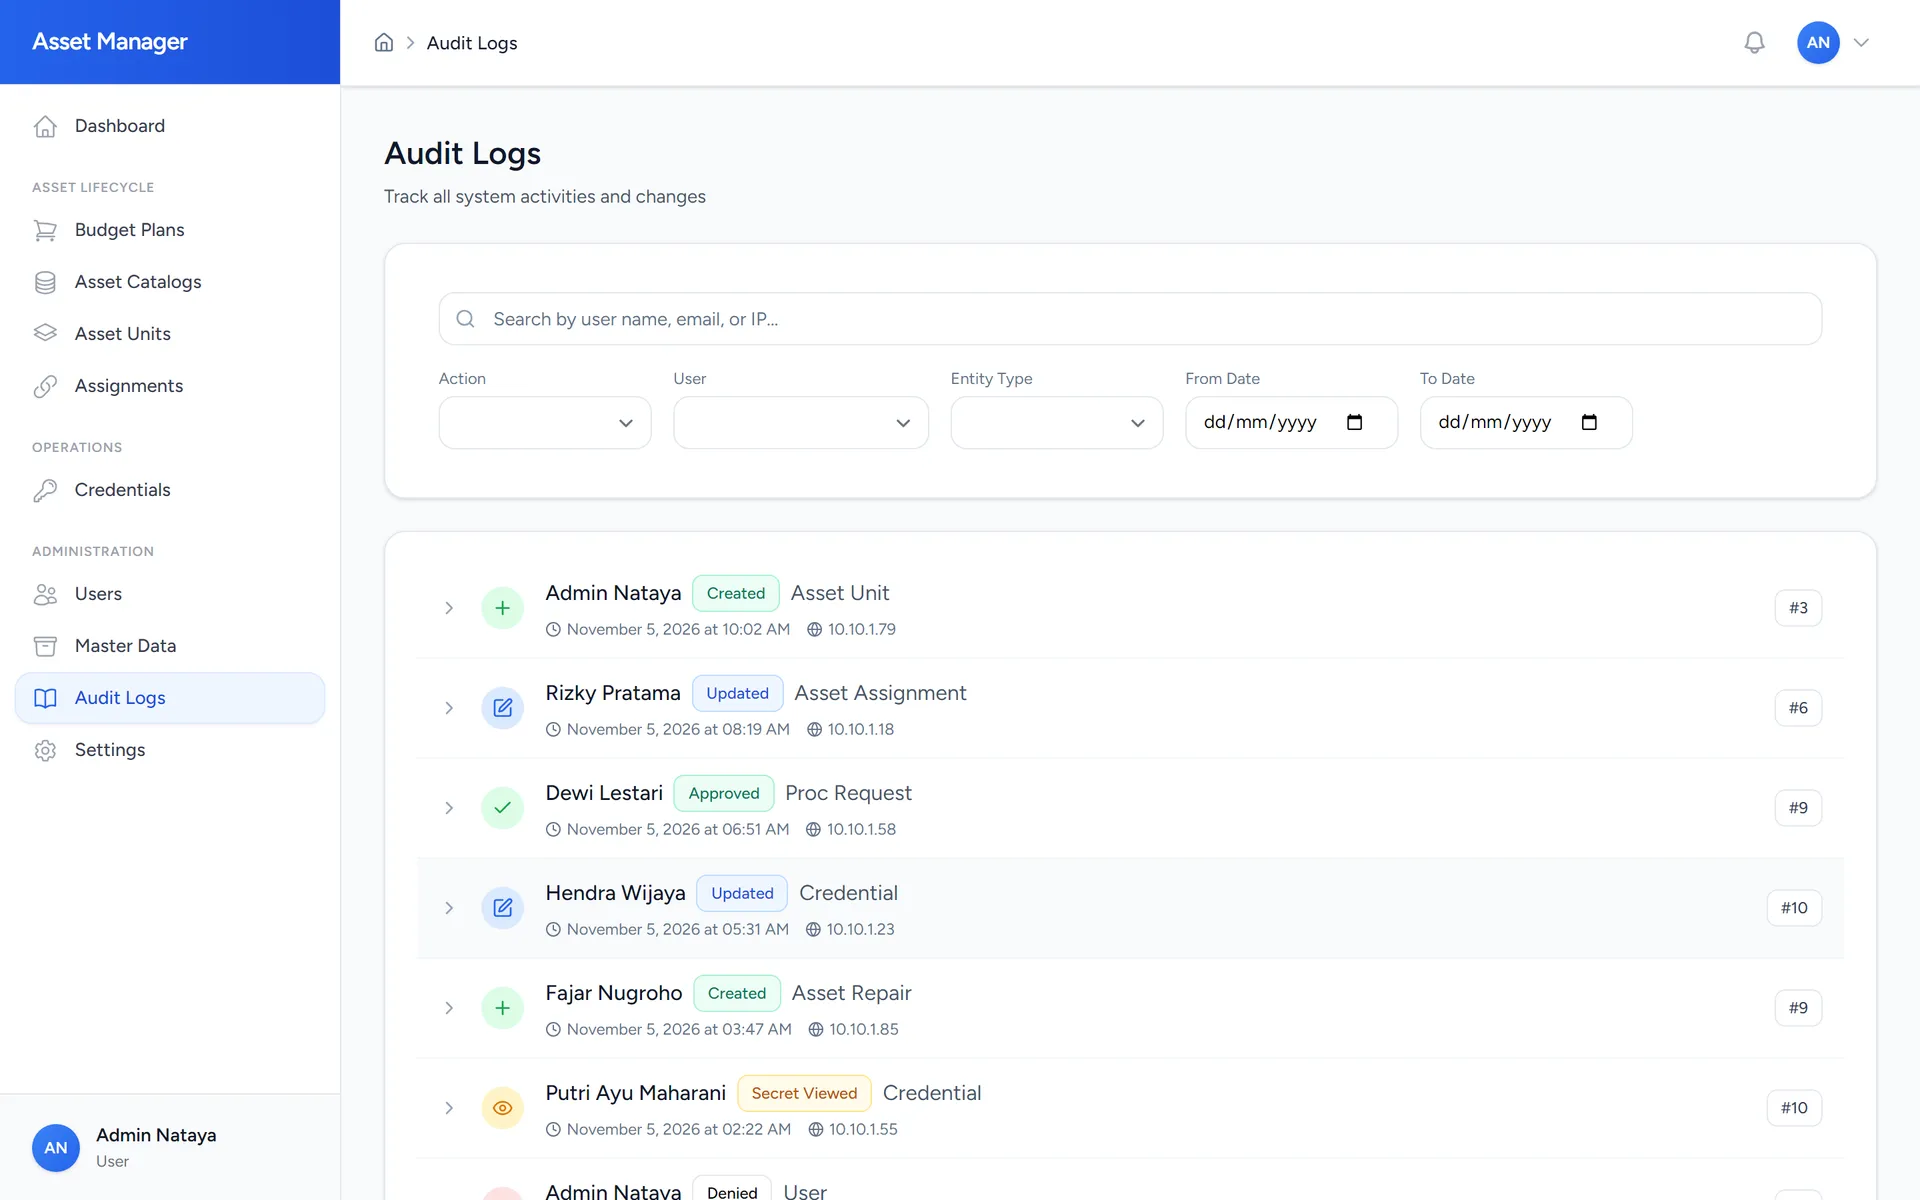 Asset Manager
Audit Logs
AN
Dashboard
ASSET LIFECYCLE
Budget Plans
Asset Catalogs
Asset Units
Assignments
OPERATIONS
Credentials
ADMINISTRATION
Users
Master Data
Audit Logs
Settings
AN
Admin Nataya
User
Audit Logs
Track all system activities and changes
Search by user name, email, or IP...
Action User Entity Type From Date To Date
dd/mm/yyyy dd/mm/yyyy
Admin Nataya Created Asset Unit
November 5, 2026 at 10:02 AM 10.10.1.79
#3
Rizky Pratama Updated Asset Assignment
November 5, 2026 at 08:19 AM 10.10.1.18
#6
Dewi Lestari Approved Proc Request
November 5, 2026 at 06:51 AM 10.10.1.58
#9
Hendra Wijaya Updated Credential
November 5, 2026 at 05:31 AM 10.10.1.23
#10
Fajar Nugroho Created Asset Repair
November 5, 2026 at 03:47 AM 10.10.1.85
#9
Putri Ayu Maharani Secret Viewed Credential
November 5, 2026 at 02:22 AM 10.10.1.55
#10
Admin Nataya Denied User